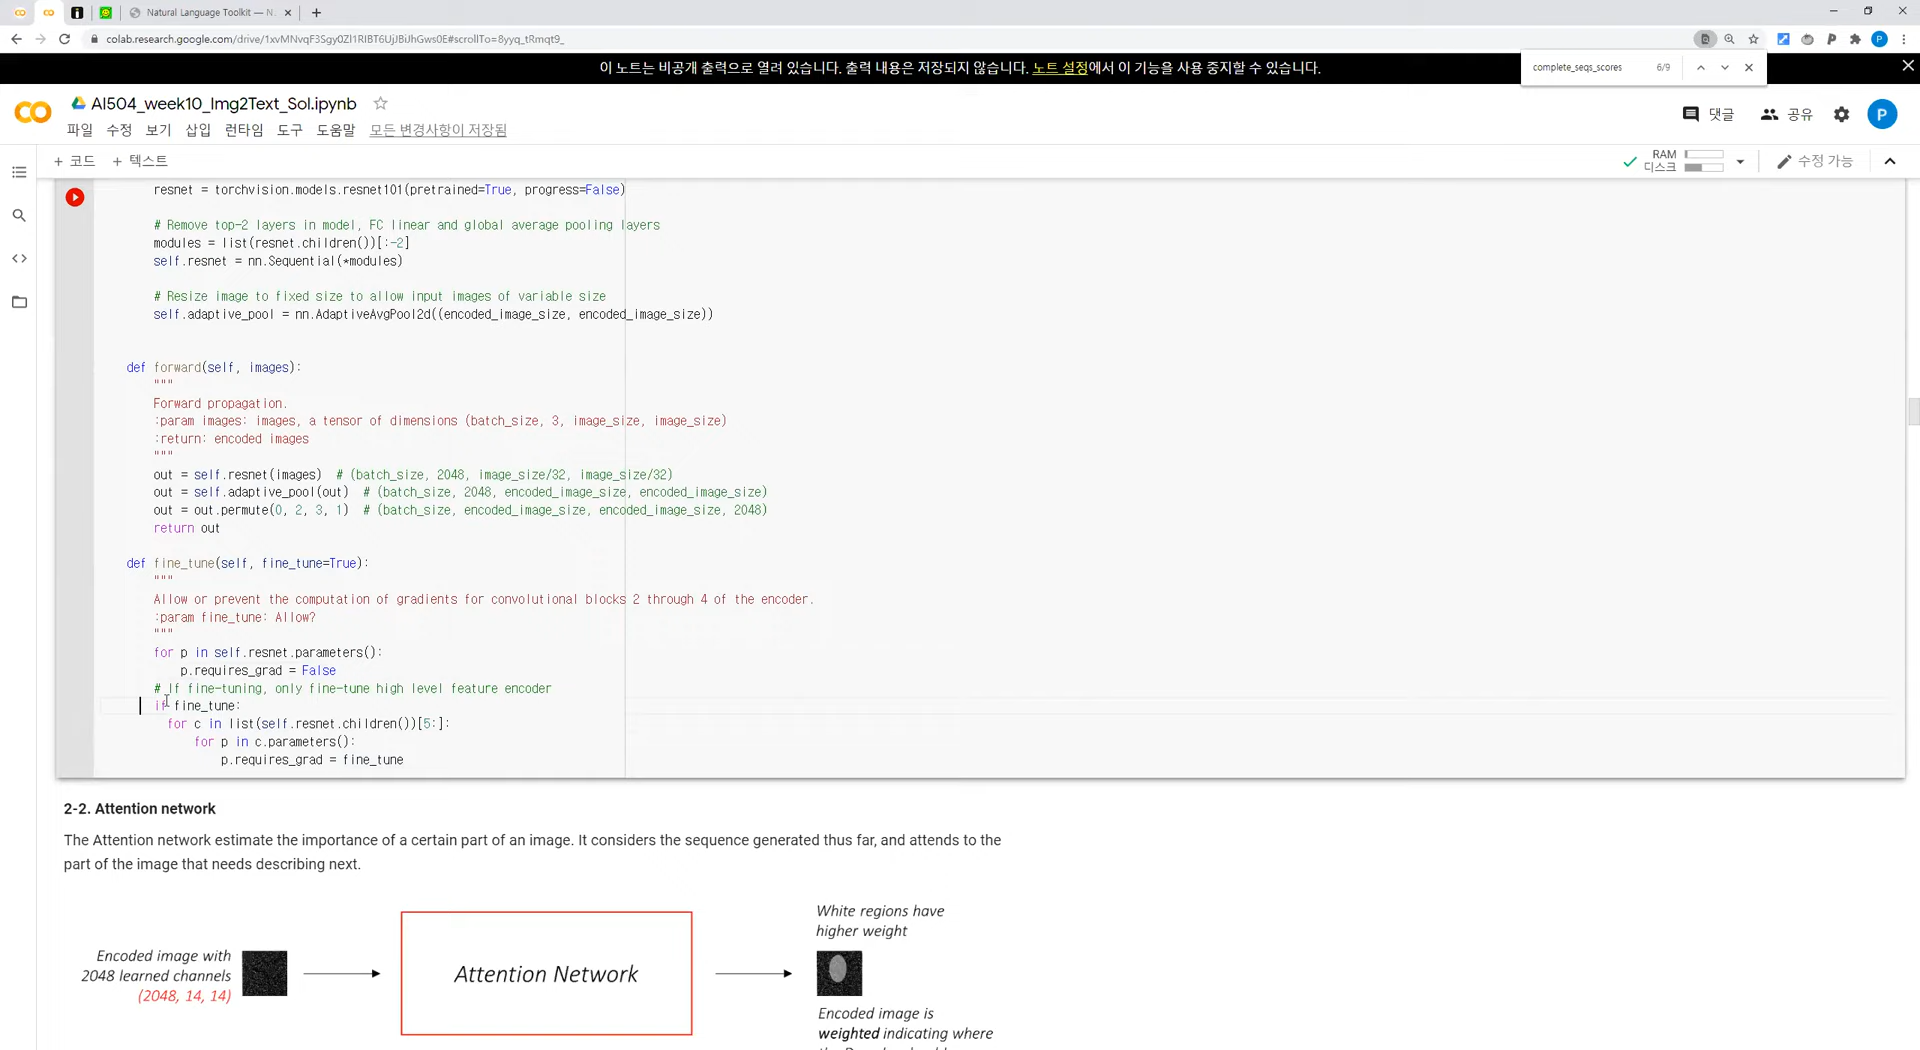 Natural Language Toolkit — N
colab.research.google.com/drive/1xvMNvqF3Sgy0Zl1RIBT6UjJBiJhGws0E#scrollTo=8yyq_tRmqt9_
이 노트는 비공개 출력으로 열려 있습니다. 출력 내용은 저장되지 않습니다. 노트 설정에서 이 기능을 사용 중지할 수 있습니다.
complete_seqs_scores 6/9
AI504_week10_Img2Text_Sol.ipynb
파일 수정 보기 삽입 런타임 도구 도움말 모든 변경사항이 저장됨
댓글 공유 P
+ 코드 + 텍스트
RAM
디스크
수정 가능
resnet = torchvision.models.resnet101(pretrained=True, progress=False)
# Remove top-2 layers in model, FC linear and global average pooling layers
modules = list(resnet.children())[:-2]
self.resnet = nn.Sequential(*modules)
# Resize image to fixed size to allow input images of variable size
self.adaptive_pool = nn.AdaptiveAvgPool2d((encoded_image_size, encoded_image_size))
def forward(self, images):
"""
Forward propagation.
:param images: images, a tensor of dimensions (batch_size, 3, image_size, image_size)
:return: encoded images
"""
out = self.resnet(images)  # (batch_size, 2048, image_size/32, image_size/32)
out = self.adaptive_pool(out)  # (batch_size, 2048, encoded_image_size, encoded_image_size)
out = out.permute(0, 2, 3, 1)  # (batch_size, encoded_image_size, encoded_image_size, 2048)
return out
def fine_tune(self, fine_tune=True):
"""
Allow or prevent the computation of gradients for convolutional blocks 2 through 4 of the encoder.
:param fine_tune: Allow?
"""
for p in self.resnet.parameters():
p.requires_grad = False
# If fine-tuning, only fine-tune high level feature encoder
if fine_tune:
for c in list(self.resnet.children())[5:]:
for p in c.parameters():
p.requires_grad = fine_tune
2-2. Attention network
The Attention network estimate the importance of a certain part of an image. It considers the sequence generated thus far, and attends to the
part of the image that needs describing next.
Encoded image with
2048 learned channels
(2048, 14, 14)
Attention Network
White regions have
higher weight
Encoded image is
weighted indicating where